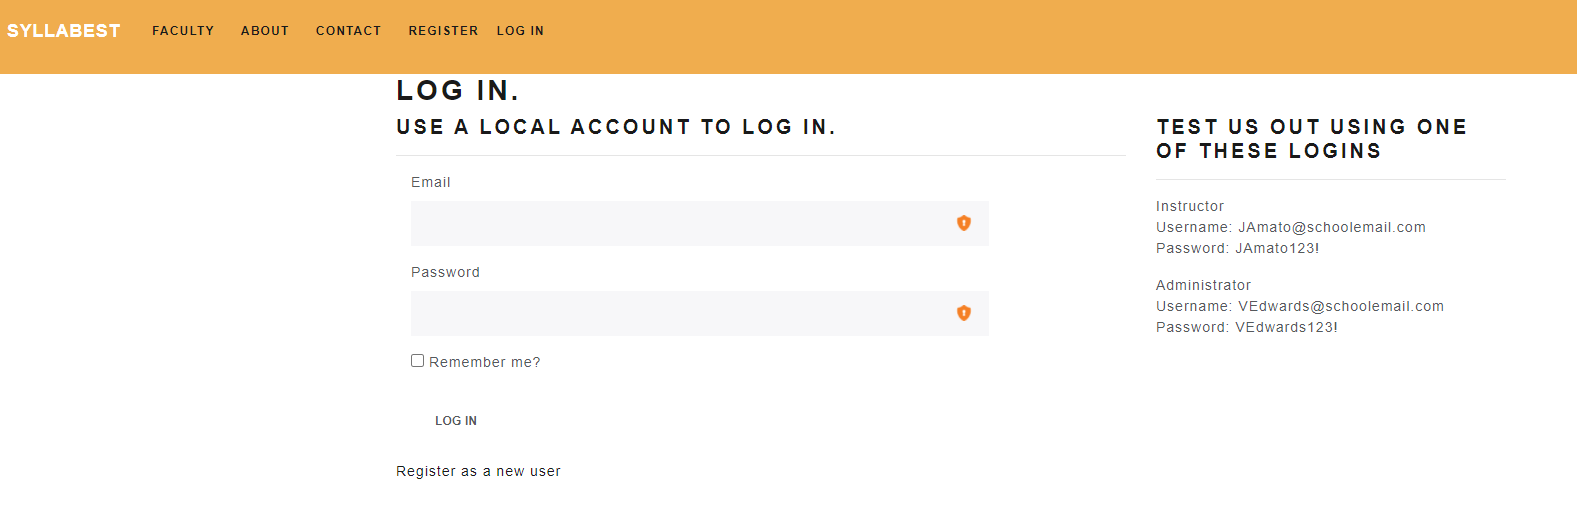 SYLLABEST FACULTY ABOUT CONTACT REGISTER LOG IN
LOG IN.
USE A LOCAL ACCOUNT TO LOG IN.
Email
Password
Remember me?
LOG IN
Register as a new user
TEST US OUT USING ONE
OF THESE LOGINS
Instructor
Username: JAmato@schoolemail.com
Password: JAmato123!
Administrator
Username: VEdwards@schoolemail.com
Password: VEdwards123!